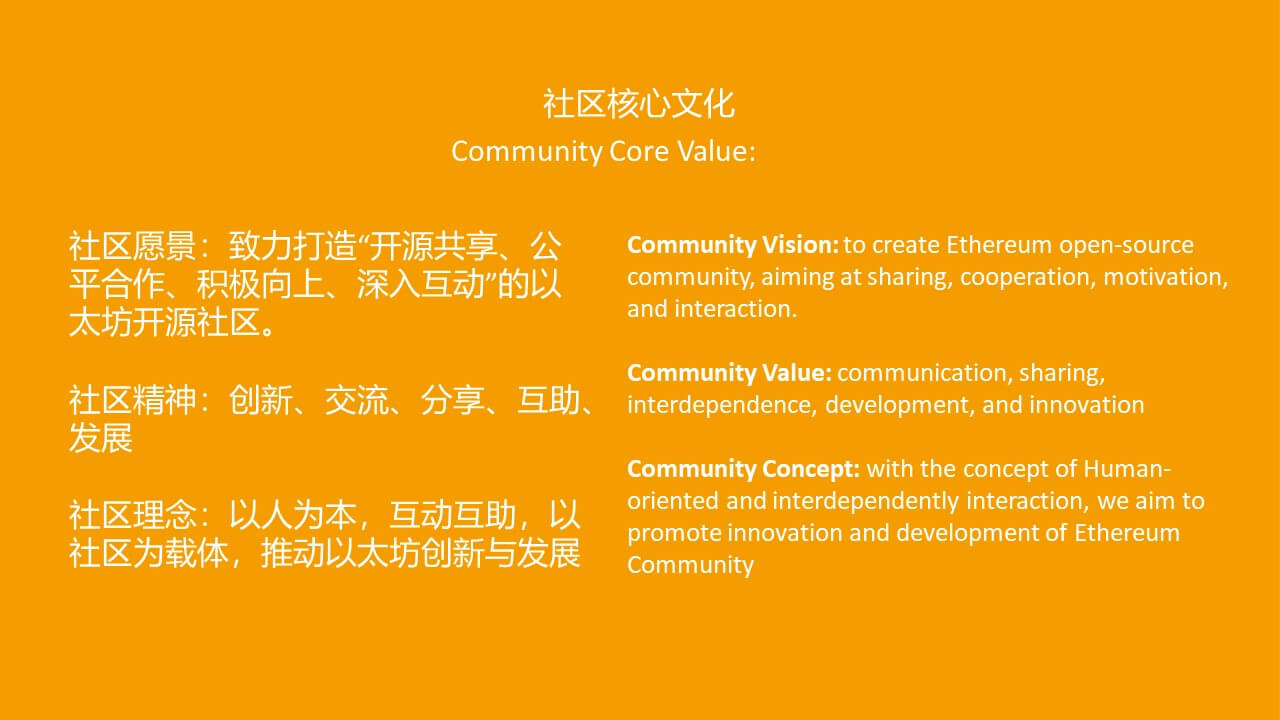 社区核心文化
Community Core Value:
社区愿景：致力打造“开源共享、公
平合作、积极向上、深入互动”的以
太坊开源社区。
社区精神：创新、交流、分享、互助、
发展
社区理念：以人为本，互动互助，以
社区为载体，推动以太坊创新与发展
Community Vision: to create Ethereum open-source
community, aiming at sharing, cooperation, motivation,
and interaction.
Community Value: communication, sharing,
interdependence, development, and innovation
Community Concept: with the concept of Human-
oriented and interdependently interaction, we aim to
promote innovation and development of Ethereum
Community